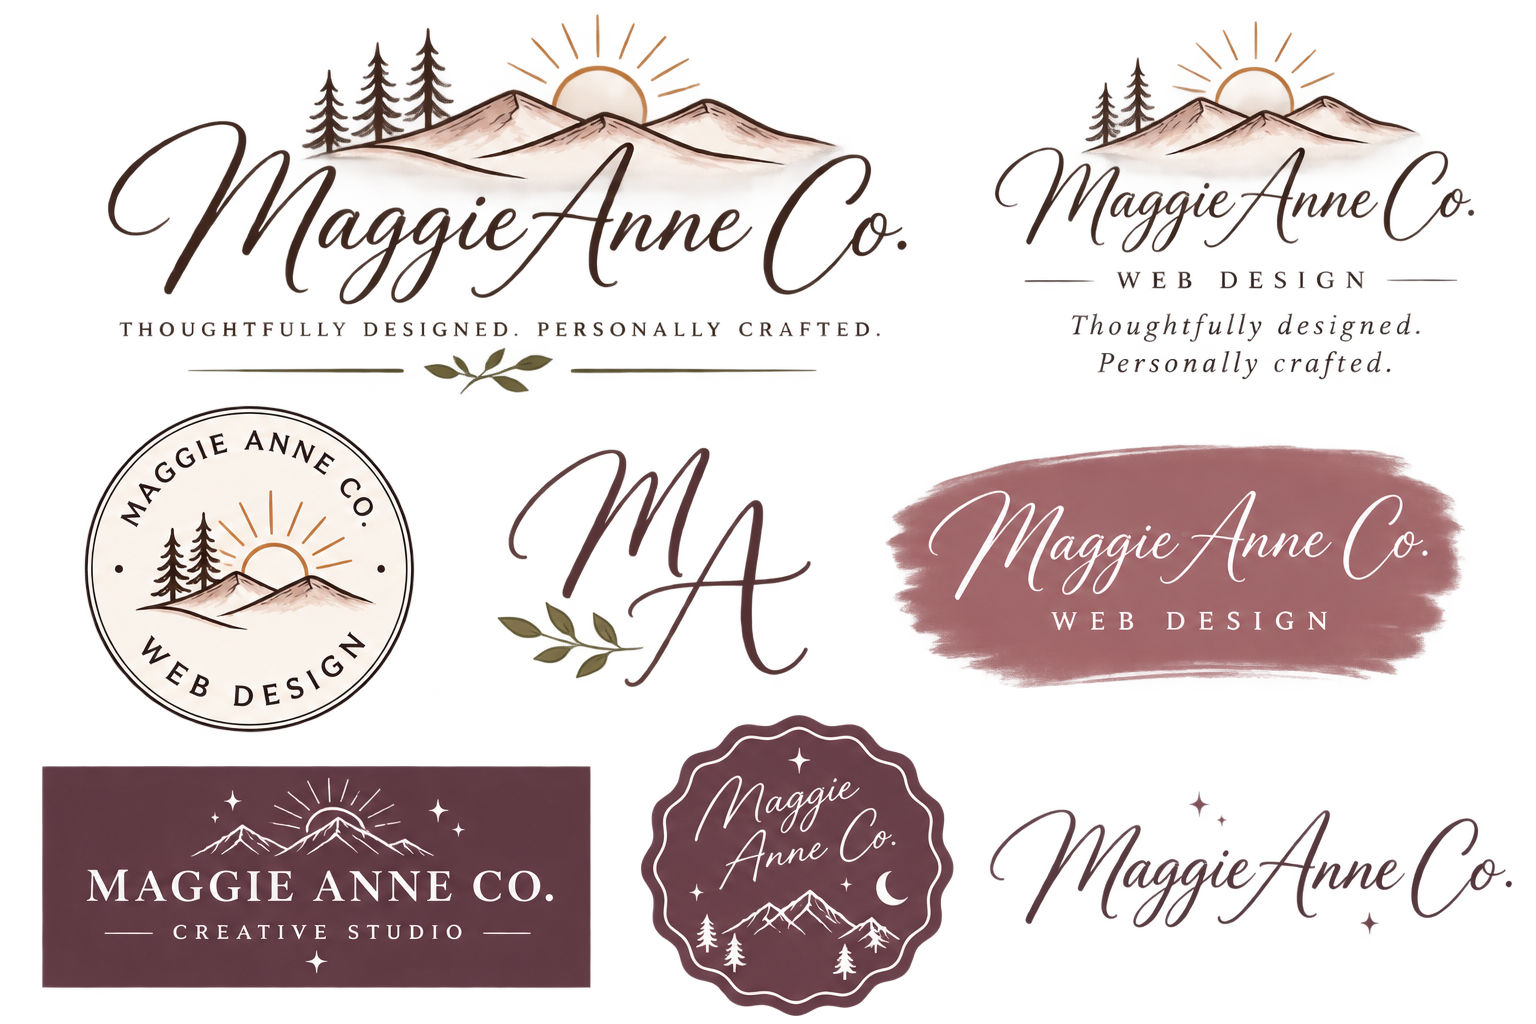 Maggie Anne Co.
THOUGHTFULLY DESIGNED. PERSONALLY CRAFTED.
Maggie Anne Co.
WEB DESIGN
Thoughtfully designed.
Personally crafted.
MAGGIE ANNE CO.
WEB DESIGN
MA
Maggie Anne Co.
WEB DESIGN
MAGGIE ANNE CO.
CREATIVE STUDIO
Maggie
Anne Co.
Maggie Anne Co.